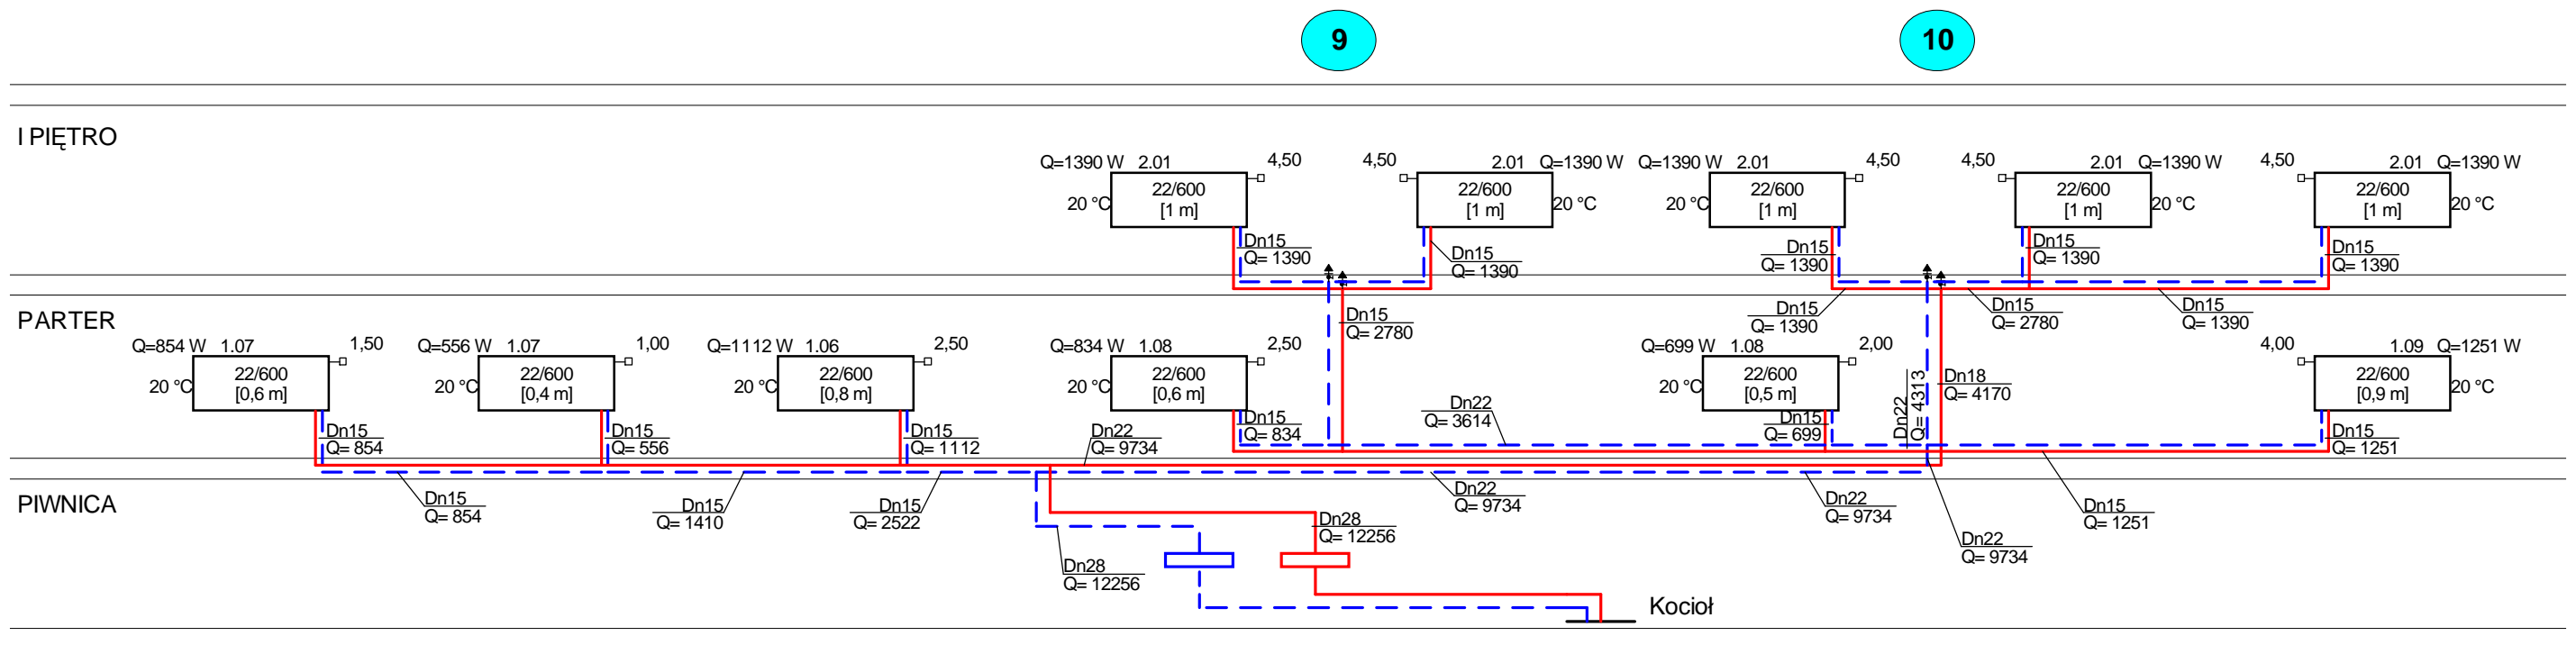 9
10
I PIĘTRO
Q=1390 W 2.01 4,50
22/600
[1 m]
20 °C
Dn15
Q= 1390
4,50 2.01 Q=1390 W
22/600
[1 m]
20 °C
Dn15
Q= 1390
Q=1390 W 2.01 4,50
22/600
[1 m]
20 °C
Dn15
Q= 1390
4,50 2.01 Q=1390 W
22/600
[1 m]
20 °C
Dn15
Q= 1390
4,50 2.01 Q=1390 W
22/600
[1 m]
20 °C
Dn15
Q= 1390
PARTER
Dn15
Q= 2780
Dn15
Q= 1390
Dn15
Q= 2780
Dn15
Q= 1390
Q=854 W 1.07 1,50
22/600
[0,6 m]
20 °C
Dn15
Q= 854
Q=556 W 1.07 1,00
22/600
[0,4 m]
20 °C
Dn15
Q= 556
Q=1112 W 1.06 2,50
22/600
[0,8 m]
20 °C
Dn15
Q= 1112
Dn22
Q= 9734
Q=834 W 1.08 2,50
22/600
[0,6 m]
20 °C
Dn15
Q= 834
Dn22
Q= 3614
Q=699 W 1.08 2,00
22/600
[0,5 m]
20 °C
Dn15
Q= 699
Dn22
Q= 4313
Dn18
Q= 4170
4,00 1.09 Q=1251 W
22/600
[0,9 m]
20 °C
Dn15
Q= 1251
PIWNICA
Dn15
Q= 854
Dn15
Q= 1410
Dn15
Q= 2522
Dn22
Q= 9734
Dn22
Q= 9734
Dn15
Q= 1251
Dn28
Q= 12256
Dn22
Q= 9734
Dn28
Q= 12256
Kocioł